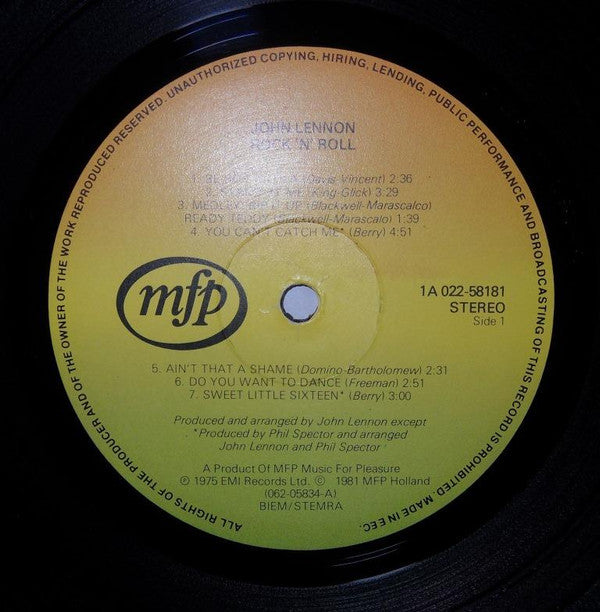 ALL RIGHTS OF THE PRODUCER AND OF THE OWNER OF THE WORK REPRODUCED RESERVED. UNAUTHORIZED COPYING, HIRING, LENDING, PUBLIC PERFORMANCE AND BROADCASTING OF THIS RECORD IS PROHIBITED. MADE IN EEC.
JOHN LENNON
ROCK 'N' ROLL
(Davis-Vincent) 2:36
2. ME (King-Glick) 3:29
3. MEDLEY: UP (Blackwell-Marascalco)
READY TEDDY (Blackwell-Marascalo) 1:39
4. YOU CAN'T CATCH ME* (Berry) 4:51
mfp
1A 022-58181
STEREO
Side 1
5. AIN'T THAT A SHAME (Domino-Bartholomew) 2:31
6. DO YOU WANT TO DANCE (Freeman) 2:51
7. SWEET LITTLE SIXTEEN* (Berry) 3:00
Produced and arranged by John Lennon except
*Produced by Phil Spector and arranged
John Lennon and Phil Spector
A Product Of MFP Music For Pleasure
℗ 1975 EMI Records Ltd. © 1981 MFP Holland
(062-05834-A)
BIEM/STEMRA